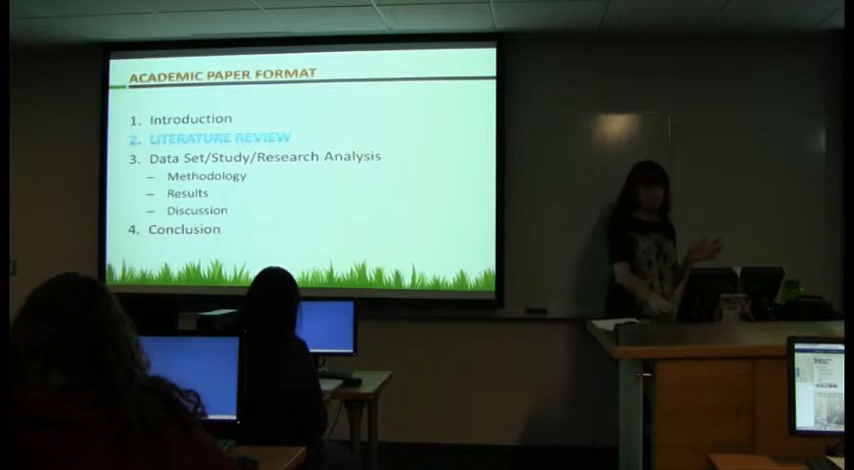 ACADEMIC PAPER FORMAT
1. Introduction
2. LITERATURE REVIEW
3. Data Set/Study/Research Analysis
– Methodology
– Results
– Discussion
4. Conclusion